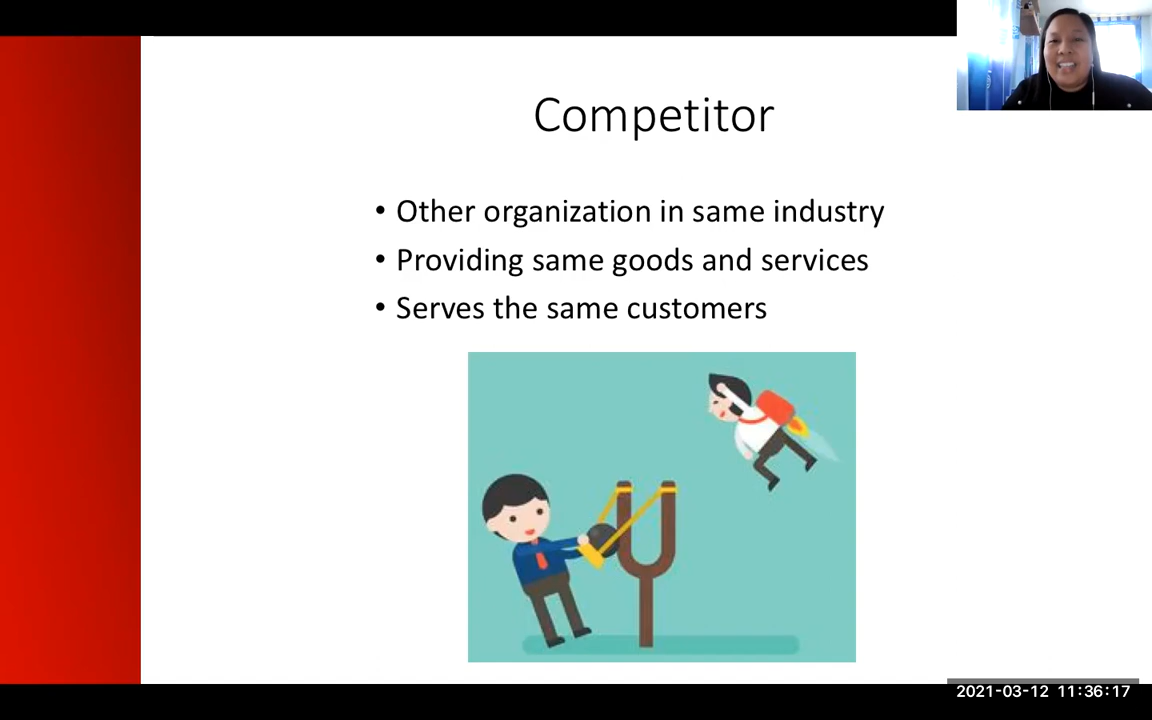 Competitor
• Other organization in same industry
• Providing same goods and services
• Serves the same customers
2021-03-12 11:36:17